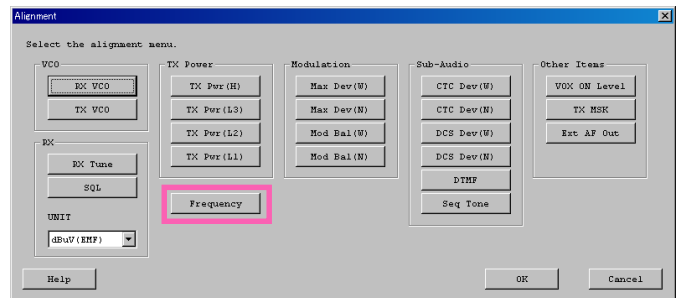 Alignment
Select the alignment menu.
VCO
RX VCO
TX VCO
RX
RX Tune
SQL
UNIT
dBuV(EMF)
TX Power
TX Pwr(H)
TX Pwr(L3)
TX Pwr(L2)
TX Pwr(L1)
Frequency
Modulation
Max Dev(W)
Max Dev(N)
Mod Bal(W)
Mod Bal(N)
Sub-Audio
CTC Dev(W)
CTC Dev(N)
DCS Dev(W)
DCS Dev(N)
DTMF
Seq Tone
Other Items
VOX ON Level
TX MSK
Ext AF Out
Help
OK
Cancel